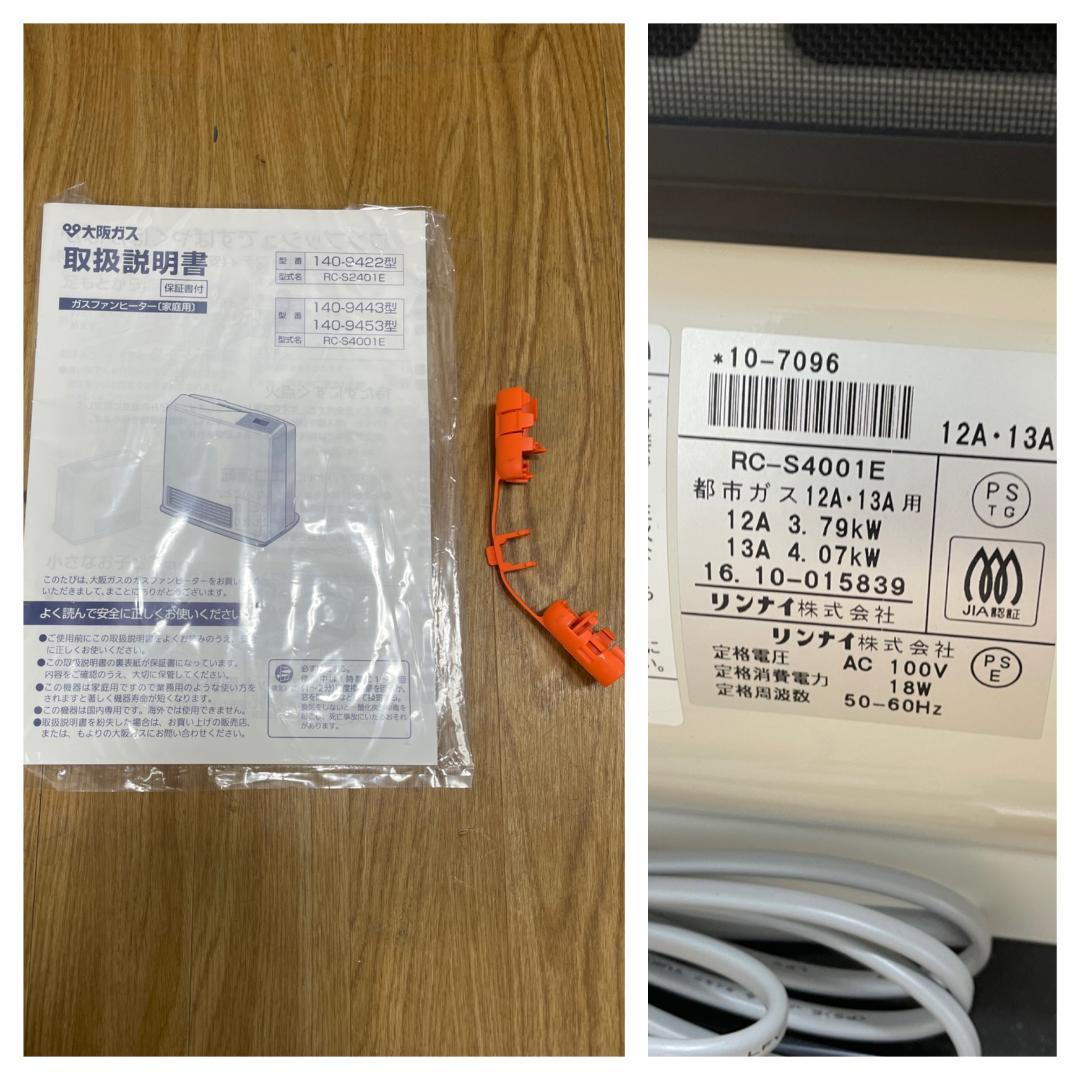 大阪ガス
取扱説明書
保証書付
ガスファンヒーター〔家庭用〕
型番 140-9422型
型式名 RC-S2401E
型番 140-9443型
140-9453型
型式名 RC-S4001E
このたびは、大阪ガスのガスファンヒーターをお買い
いただきまして、まことにありがとうございます。
よく読んで安全に正しくお使いください
●ご使用前にこの取扱説明書をよくお読みのうえ、安全
に正しくお使いください。
●この取扱説明書の裏表紙が保証書になっています。
内容をご確認のうえ、大切に保管してください。
●この機器は家庭用ですので業務用のような使い方を
されますと著しく機器寿命が短くなります。
●この機器は国内専用です。海外では使用できません。
●取扱説明書を紛失した場合は、お買い上げの販売店、
または、もよりの大阪ガスにお問い合わせください。
*10-7096
12A・13A
RC-S4001E
都市ガス12A・13A用
12A 3.79kW
13A 4.07kW
16.10-015839
リンナイ株式会社
PS
TG
JIA認証
リンナイ株式会社
定格電圧 AC 100V
定格消費電力 18W
定格周波数 50-60Hz
PS
E